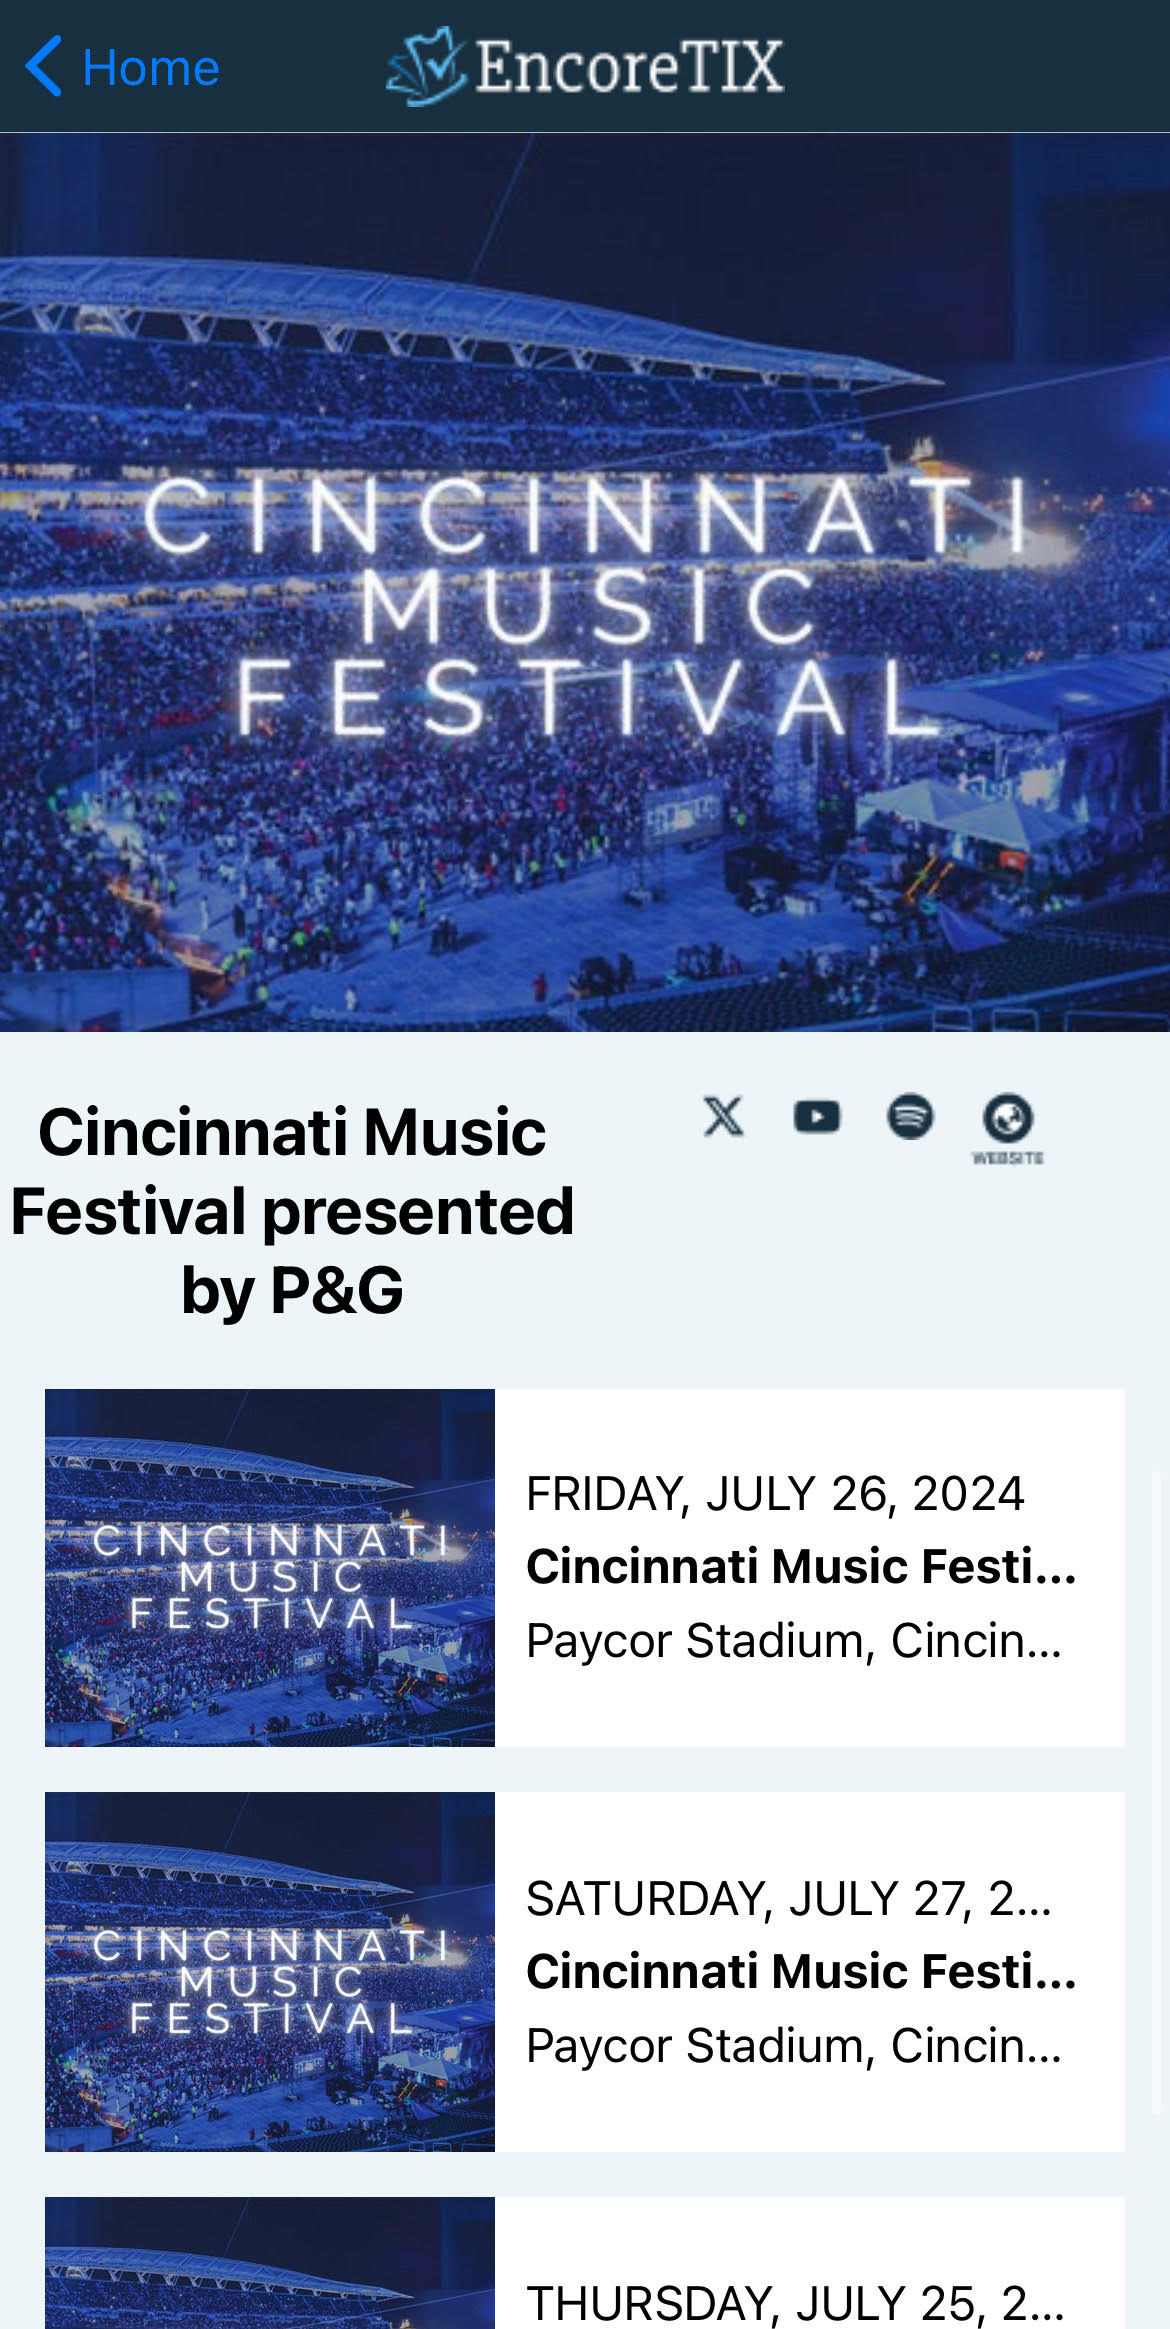 Home
EncoreTIX
CINCINNATI
MUSIC
FESTIVAL
Cincinnati Music
Festival presented
by P&G
WEBSITE
CINCINNATI
MUSIC
FESTIVAL
FRIDAY, JULY 26, 2024
Cincinnati Music Festi...
Paycor Stadium, Cincin...
CINCINNATI
MUSIC
FESTIVAL
SATURDAY, JULY 27, 2...
Cincinnati Music Festi...
Paycor Stadium, Cincin...
THURSDAY, JULY 25, 2...